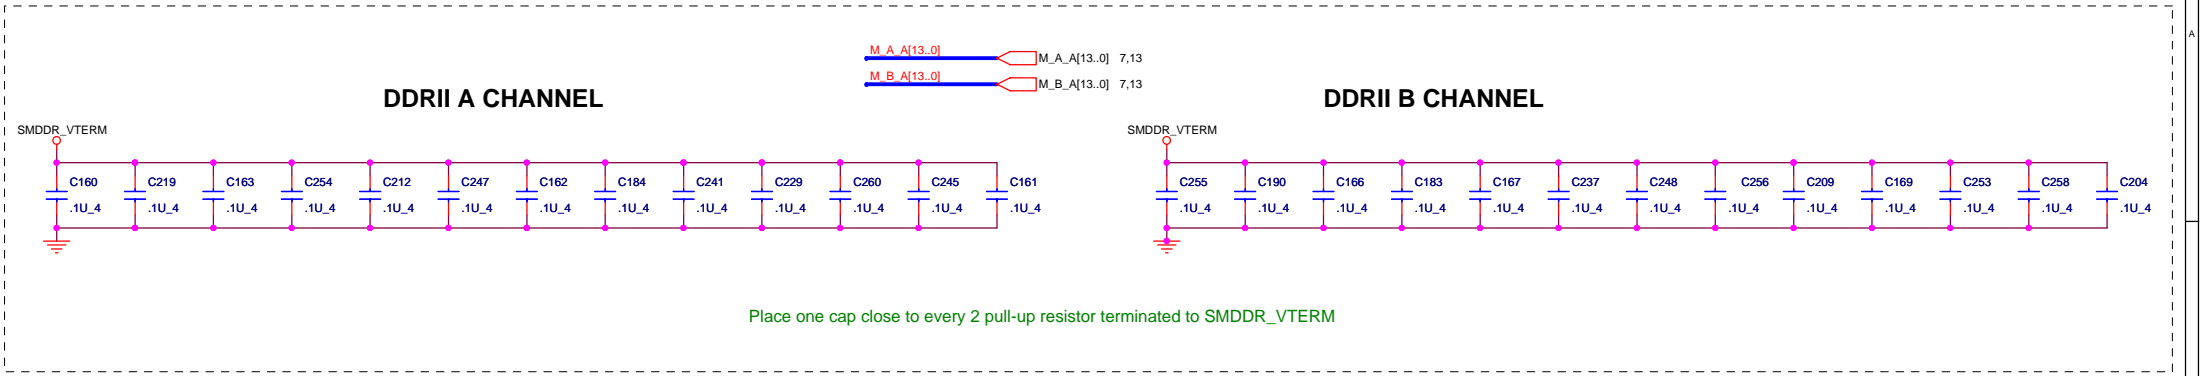 M_A_A[13..0]
M_A_A[13..0] 7,13
M_B_A[13..0]
M_B_A[13..0] 7,13
A
DDRII A CHANNEL
DDRII B CHANNEL
SMDDR_VTERM
SMDDR_VTERM
C160 C219 C163 C254 C212 C247 C162 C184 C241 C229 C260 C245 C161
.1U_4 .1U_4 .1U_4 .1U_4 .1U_4 .1U_4 .1U_4 .1U_4 .1U_4 .1U_4 .1U_4 .1U_4 .1U_4
C255 C190 C166 C183 C167 C237 C248 C256 C209 C169 C253 C258 C204
.1U_4 .1U_4 .1U_4 .1U_4 .1U_4 .1U_4 .1U_4 .1U_4 .1U_4 .1U_4 .1U_4 .1U_4 .1U_4
Place one cap close to every 2 pull-up resistor terminated to SMDDR_VTERM